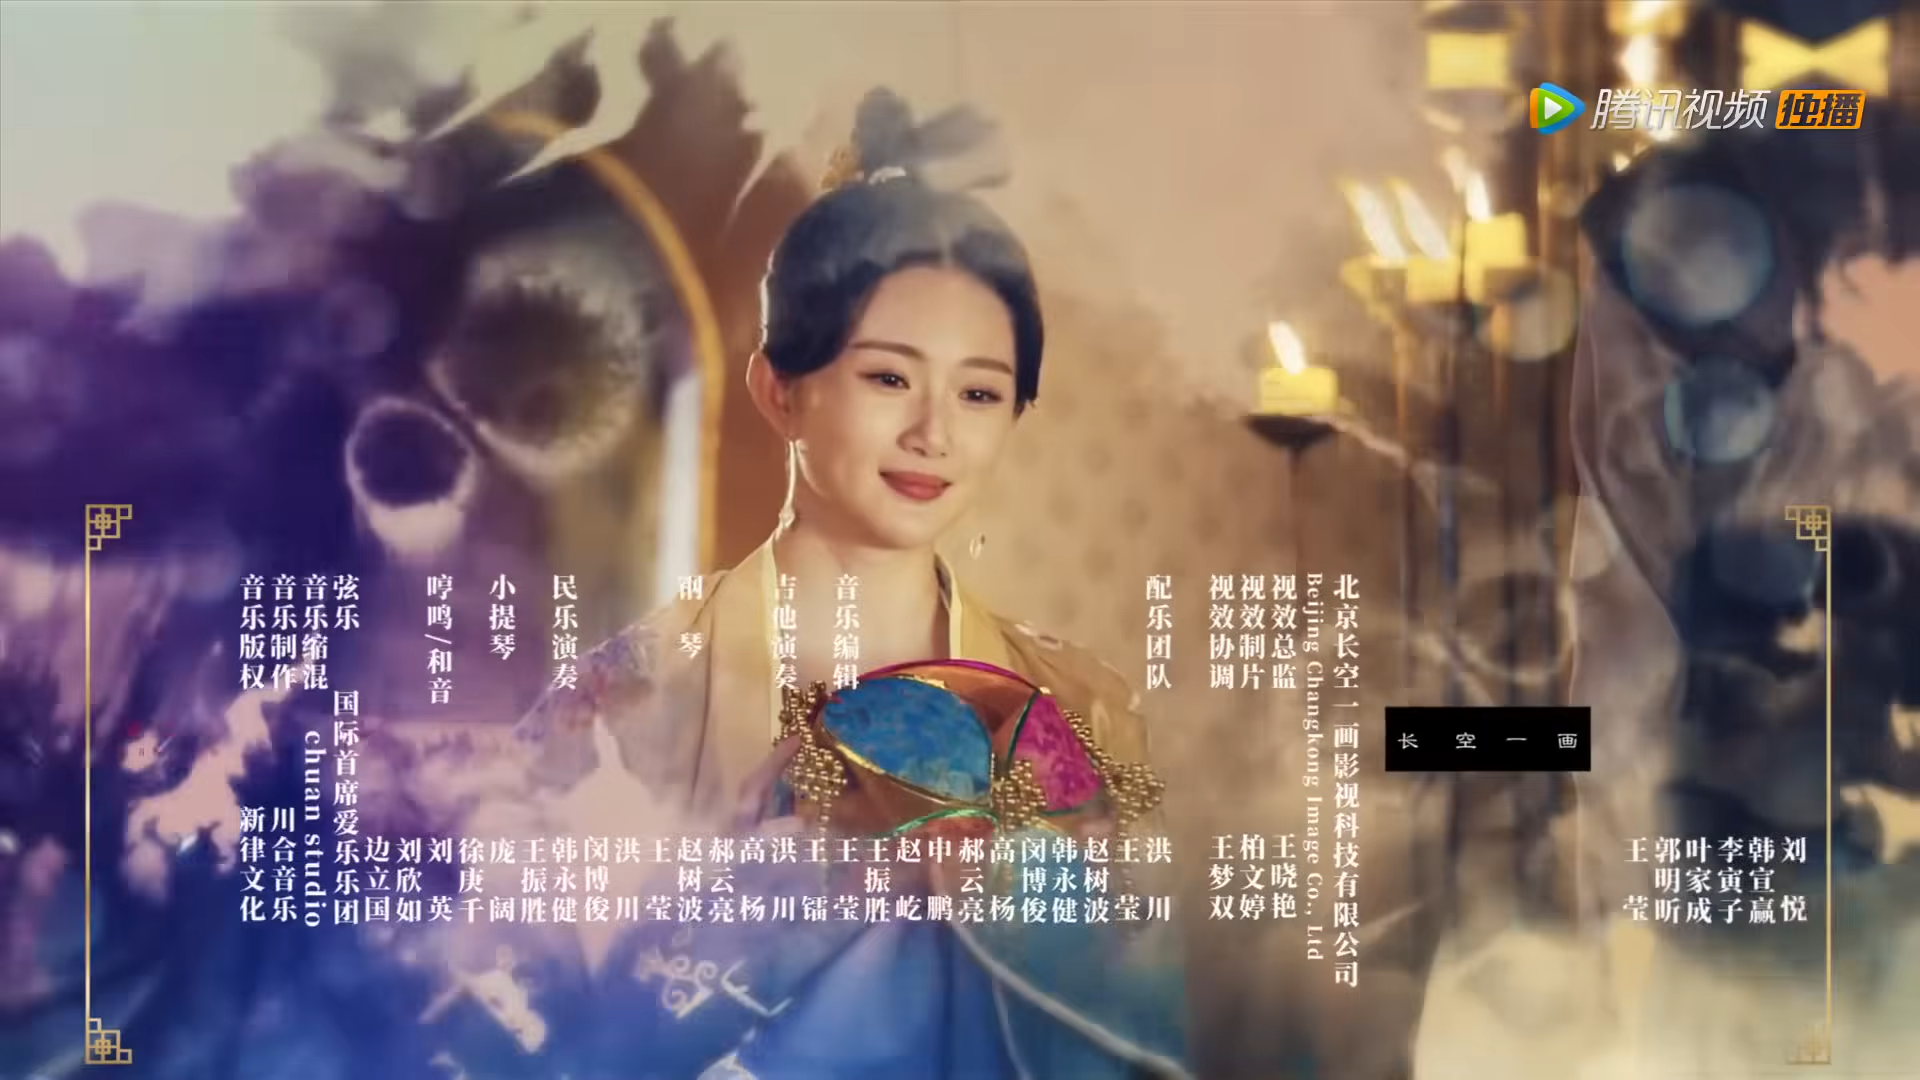 腾讯视频 独播
刘悦
韩宣赢
李寅子
叶家成
郭明昕
王莹
长空一画
北京长空一画影视科技有限公司
Beijing Changkong Image Co., Ltd
视效总监 王晓艳
视效制片 柏文婷
视效协调 王梦双
配乐团队 洪川
王莹
赵树波
韩永健
闵博俊
高杨
郝云亮
申鹏
赵屹
王振胜
音乐编辑 王莹
王镭
吉他演奏 洪川
高杨
郝云亮
钢琴 赵树波
王莹
洪川
闵博俊
民乐演奏 韩永健
王振胜
小提琴 庞阔
徐庚千
哼鸣/和音 刘英
刘欣如
边立国
弦乐 国际首席爱乐乐团
音乐缩混 chuan studio
音乐制作 川合音乐
音乐版权 新律文化